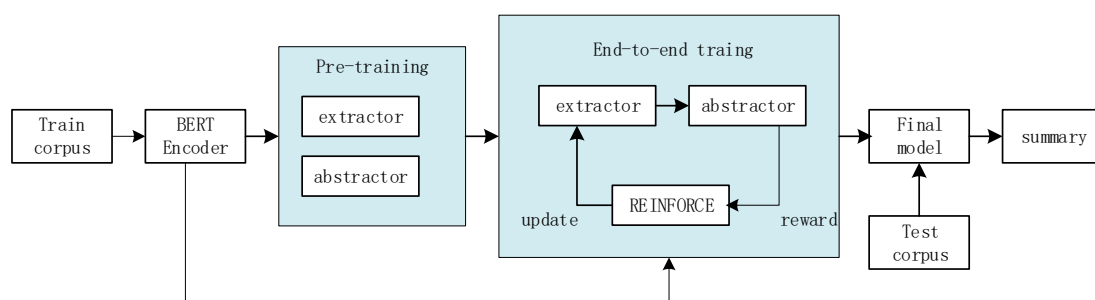 Train
corpus
BERT
Encoder
Pre-training
extractor
abstractor
End-to-end traing
extractor
abstractor
REINFORCE
update
reward
Final
model
summary
Test
corpus